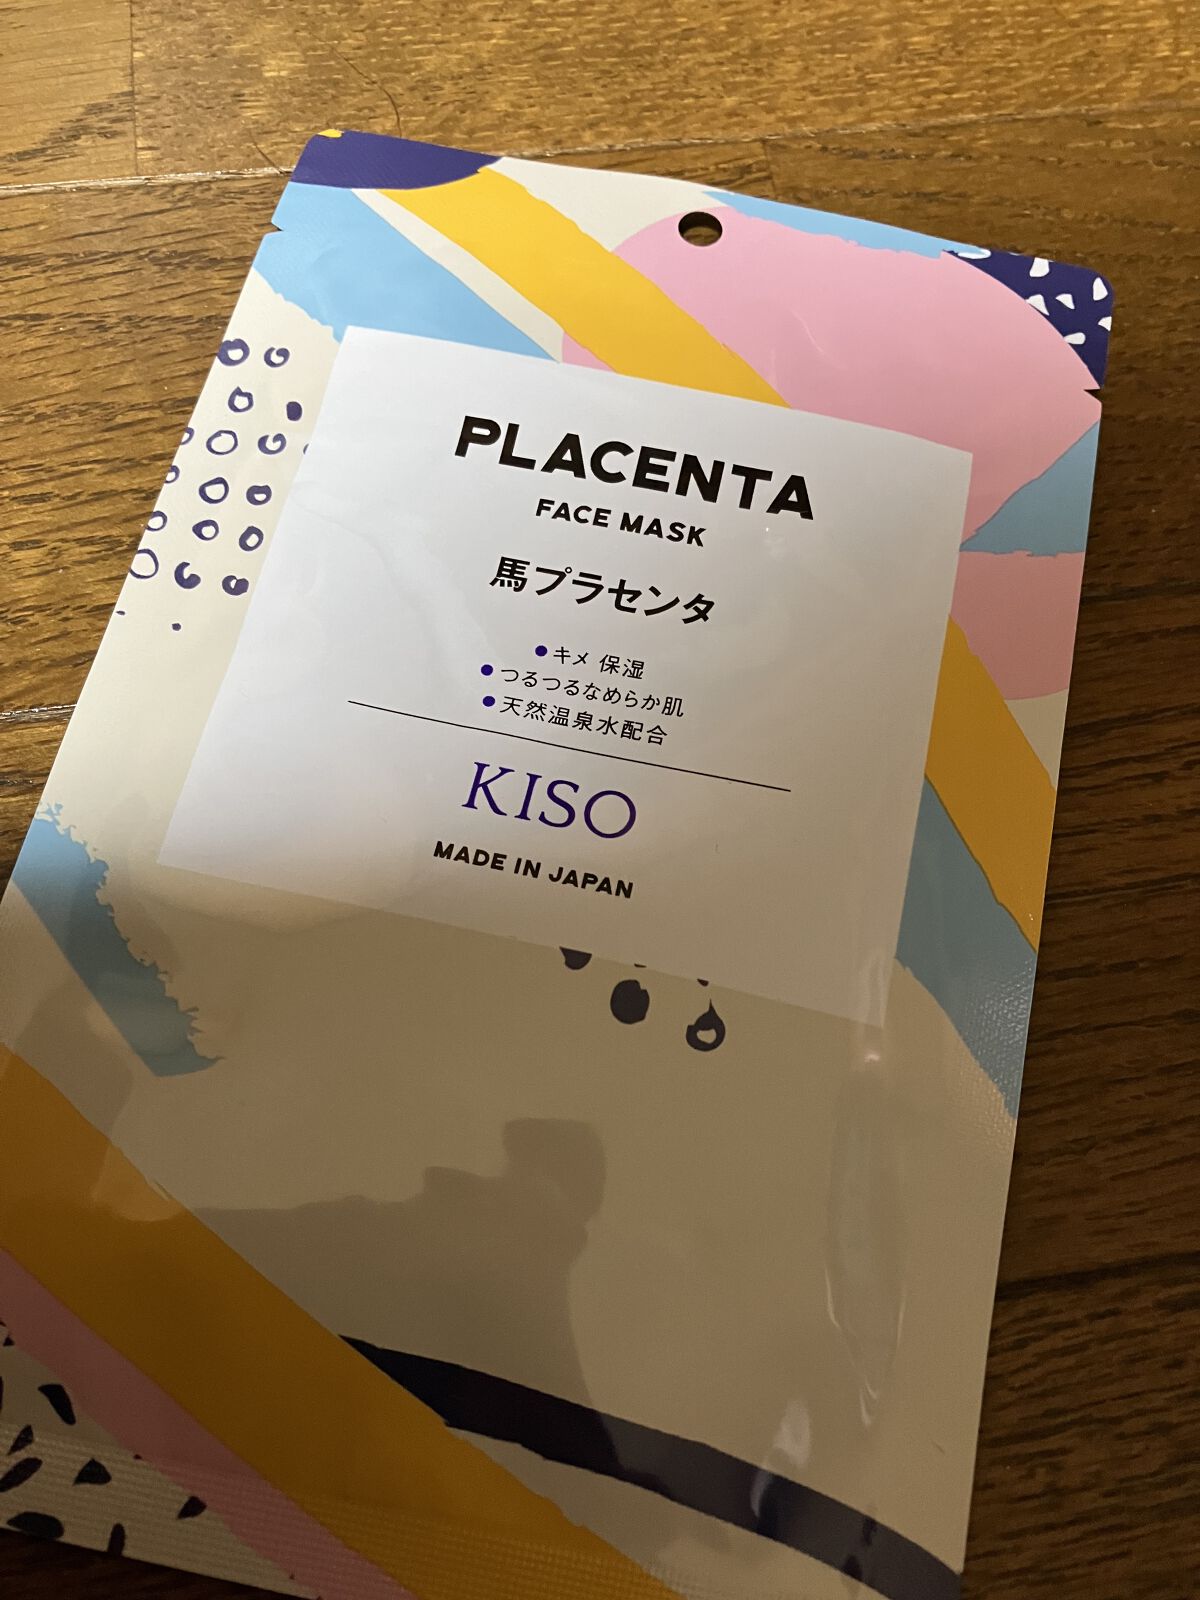 PLACENTA
FACE MASK
馬プラセンタ
●キメ 保湿
●つるつるなめらか肌
●天然温泉水配合
KISO
MADE IN JAPAN